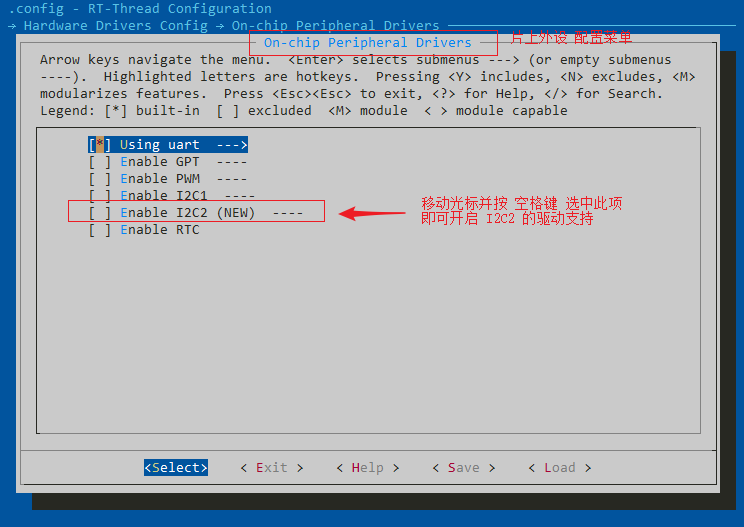 .config - RT-Thread Configuration
→ Hardware Drivers Config → On-chip Peripheral Drivers
On-chip Peripheral Drivers
片上外设 配置菜单
Arrow keys navigate the menu.  <Enter> selects submenus ---> (or empty submenus
----).  Highlighted letters are hotkeys.  Pressing <Y> includes, <N> excludes, <M>
modularizes features.  Press <Esc><Esc> to exit, <?> for Help, </> for Search.
Legend: [*] built-in  [ ] excluded  <M> module  < > module capable
[*] Using uart  --->
[ ] Enable GPT  ----
[ ] Enable PWM  ----
[ ] Enable I2C1  ----
[ ] Enable I2C2 (NEW)  ----
[ ] Enable RTC
移动光标并按 空格键 选中此项
即可开启 I2C2 的驱动支持
<Select>    < Exit >    < Help >    < Save >    < Load >